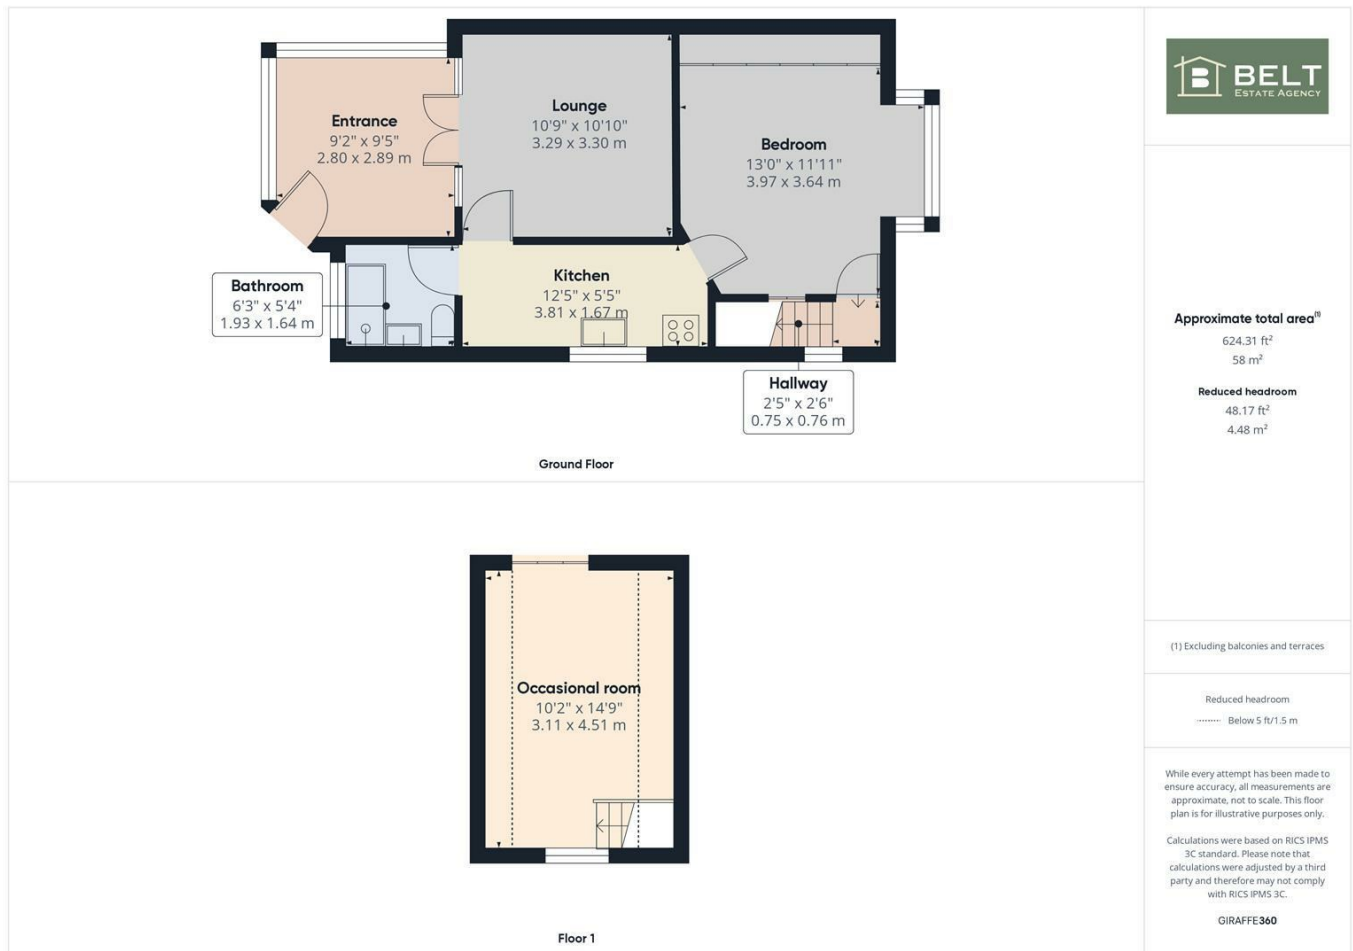 Entrance
9'2" x 9'5"
2.80 x 2.89 m
Lounge
10'9" x 10'10"
3.29 x 3.30 m
Bedroom
13'0" x 11'11"
3.97 x 3.64 m
Bathroom
6'3" x 5'4"
1.93 x 1.64 m
Kitchen
12'5" x 5'5"
3.81 x 1.67 m
Hallway
2'5" x 2'6"
0.75 x 0.76 m
Ground Floor
Occasional room
10'2" x 14'9"
3.11 x 4.51 m
Floor 1
B BELT
ESTATE AGENCY
Approximate total area(1)
624.31 ft²
58 m²
Reduced headroom
48.17 ft²
4.48 m²
(1) Excluding balconies and terraces
Reduced headroom
Below 5 ft/1.5 m
While every attempt has been made to
ensure accuracy, all measurements are
approximate, not to scale. This floor
plan is for illustrative purposes only.
Calculations were based on RICS IPMS
3C standard. Please note that
calculations were adjusted by a third
party and therefore may not comply
with RICS IPMS 3C.
GIRAFFE360